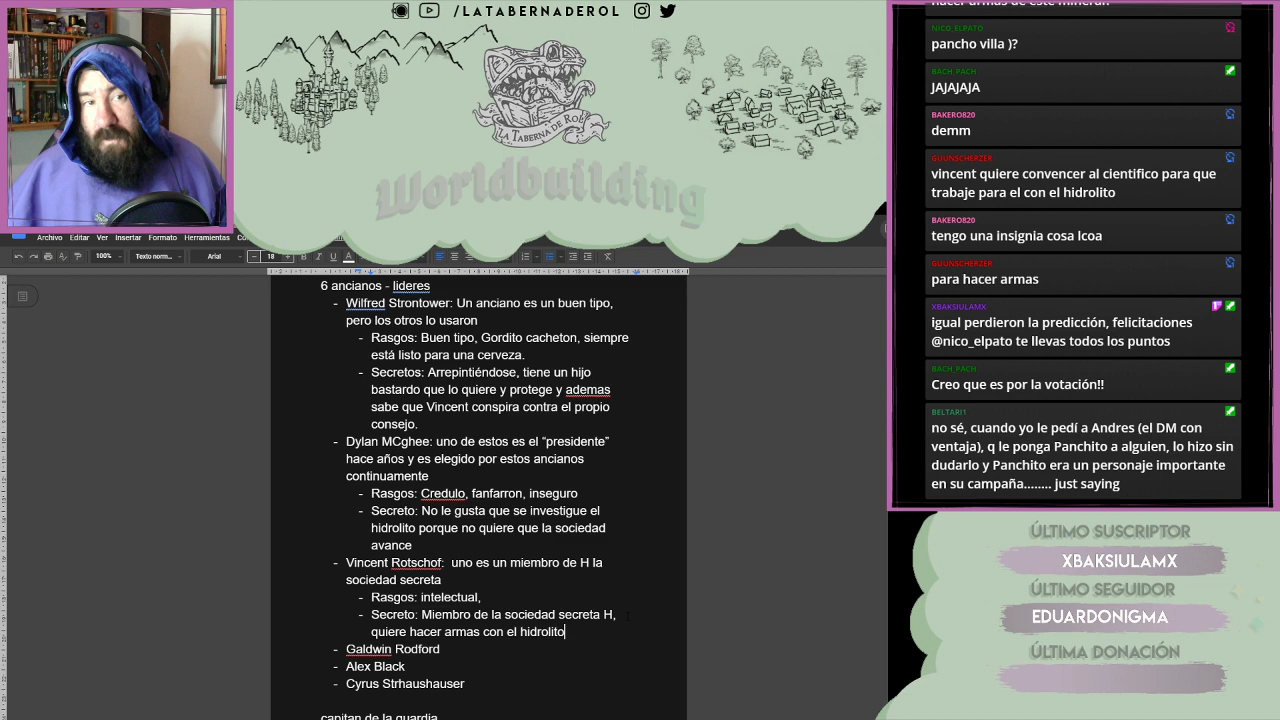 /LATABERNADEROL
LA TABERNA DE ROL
Worldbuilding
Archivo Editar Ver Insertar Formato Herramientas
100% Texto norm... Arial 18
6 ancianos - lideres
- Wilfred Strontower: Un anciano es un buen tipo,
pero los otros lo usaron
- Rasgos: Buen tipo, Gordito cacheton, siempre
está listo para una cerveza.
- Secretos: Arrepintiéndose, tiene un hijo
bastardo que lo quiere y protege y ademas
sabe que Vincent conspira contra el propio
consejo.
- Dylan MCghee: uno de estos es el "presidente"
hace años y es elegido por estos ancianos
continuamente
- Rasgos: Credulo, fanfarron, inseguro
- Secreto: No le gusta que se investigue el
hidrolito porque no quiere que la sociedad
avance
- Vincent Rotschof: uno es un miembro de H la
sociedad secreta
- Rasgos: intelectual,
- Secreto: Miembro de la sociedad secreta H,
quiere hacer armas con el hidrolito
- Galdwin Rodford
- Alex Black
- Cyrus Strhaushauser
capitan de la guardia
hacer armas de este mineral
NICO_ELPATO
pancho villa )?
BACH_PACH
JAJAJAJA
BAKERO820
demm
GUUNSCHERZER
vincent quiere convencer al cientifico para que
trabaje para el con el hidrolito
BAKERO820
tengo una insignia cosa lcoa
GUUNSCHERZER
para hacer armas
XBAKSIULAMX
igual perdieron la predicción, felicitaciones
@nico_elpato te llevas todos los puntos
BACH_PACH
Creo que es por la votación!!
BELTARI1
no sé, cuando yo le pedí a Andres (el DM con
ventaja), q le ponga Panchito a alguien, lo hizo sin
dudarlo y Panchito era un personaje importante
en su campaña........ just saying
ÚLTIMO SUSCRIPTOR
XBAKSIULAMX
ÚLTIMO SEGUIDOR
EDUARDONIGMA
ÚLTIMA DONACIÓN